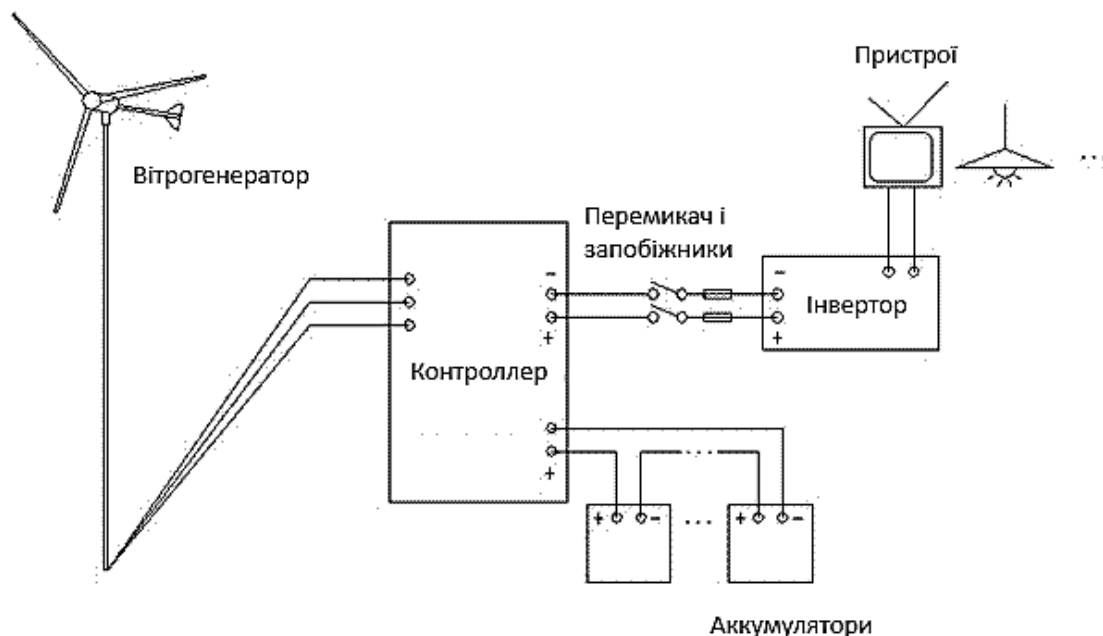 Пристрої
Вітрогенератор
Перемикач і
запобіжники
Інвертор
Контроллер
Аккумулятори